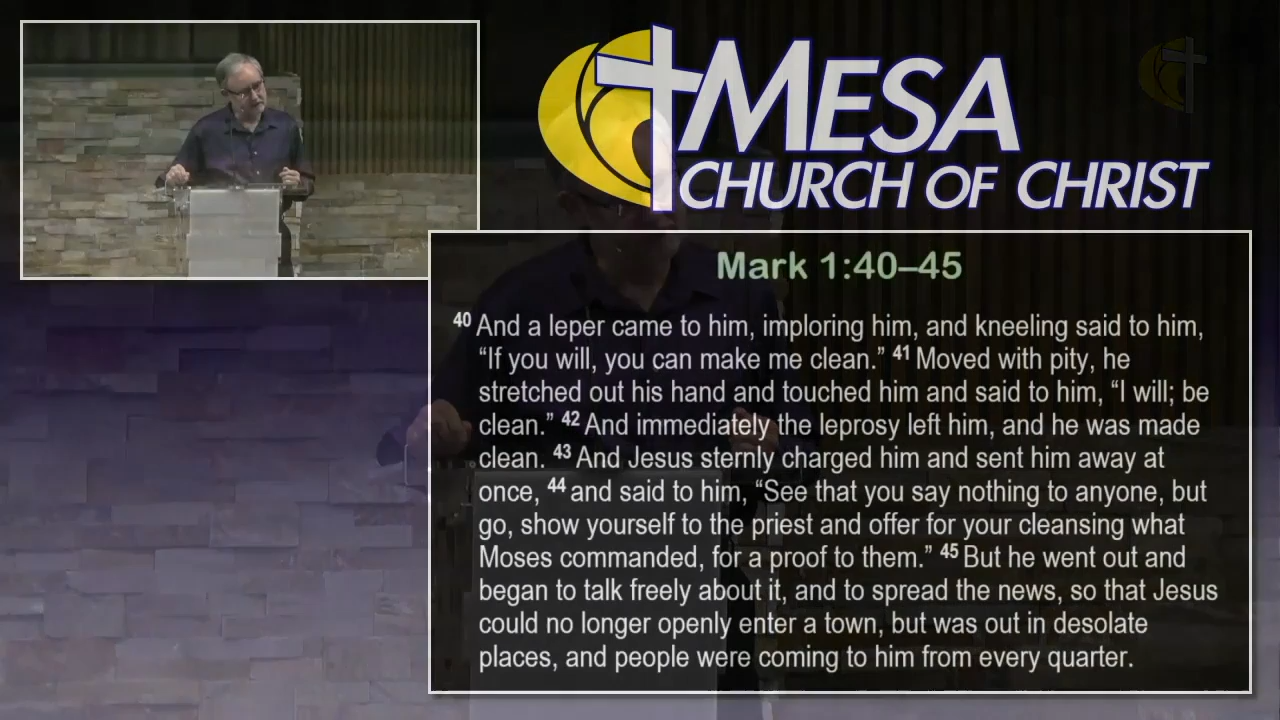 MESA
CHURCH OF CHRIST
Mark 1:40–45
40 And a leper came to him, imploring him, and kneeling said to him,
“If you will, you can make me clean.” 41 Moved with pity, he
stretched out his hand and touched him and said to him, “I will; be
clean.” 42 And immediately the leprosy left him, and he was made
clean. 43 And Jesus sternly charged him and sent him away at
once, 44 and said to him, “See that you say nothing to anyone, but
go, show yourself to the priest and offer for your cleansing what
Moses commanded, for a proof to them.” 45 But he went out and
began to talk freely about it, and to spread the news, so that Jesus
could no longer openly enter a town, but was out in desolate
places, and people were coming to him from every quarter.